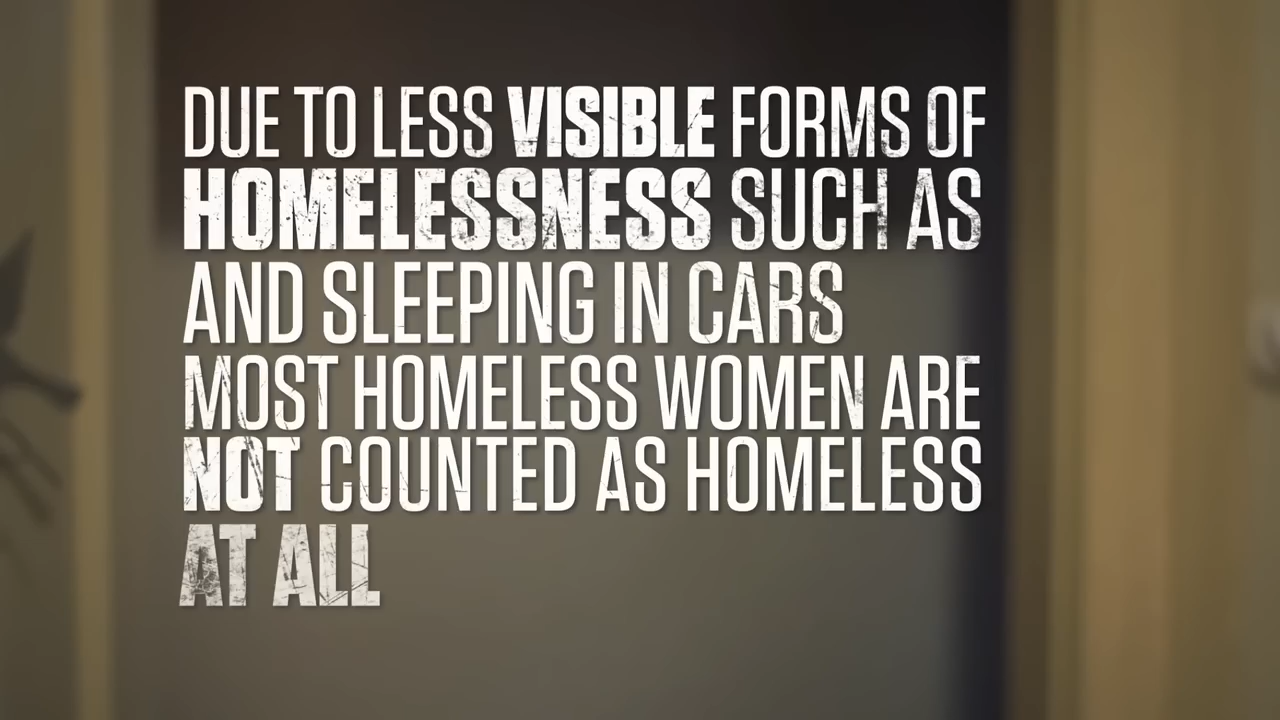 DUE TO LESS VISIBLE FORMS OF
HOMELESSNESS SUCH AS
AND SLEEPING IN CARS
MOST HOMELESS WOMEN ARE
NOT COUNTED AS HOMELESS
AT ALL